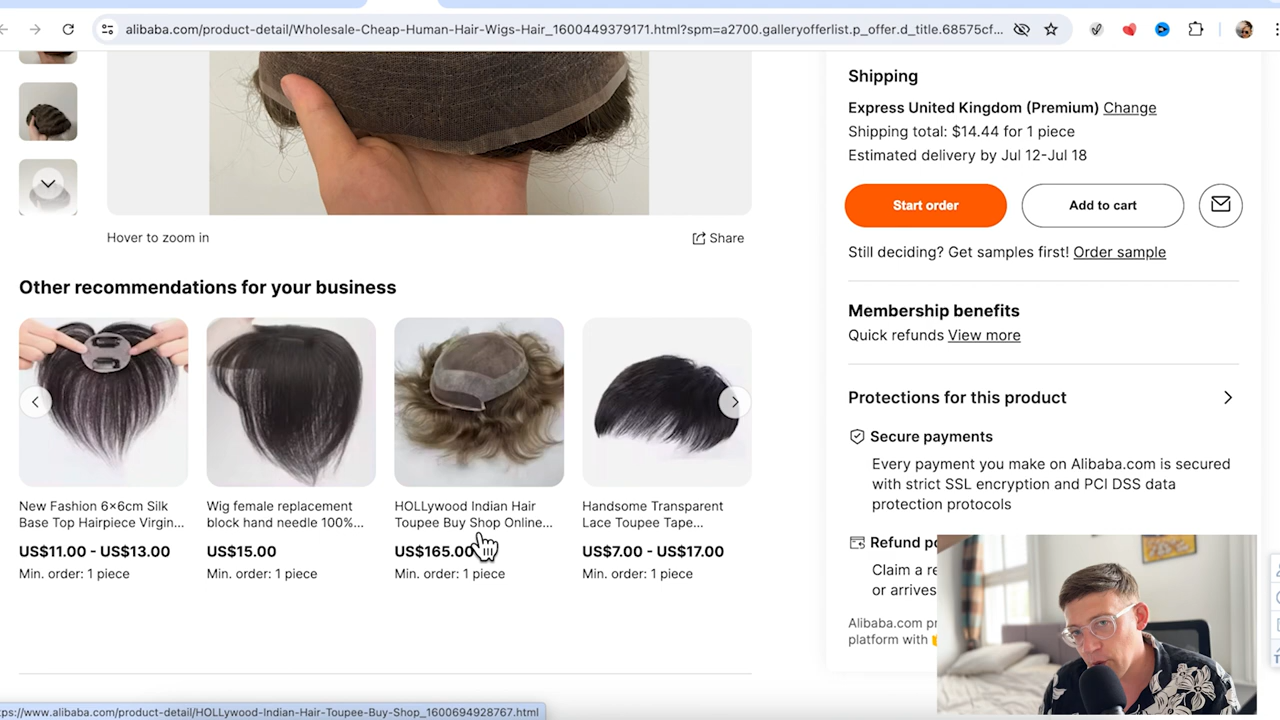 alibaba.com/product-detail/Wholesale-Cheap-Human-Hair-Wigs-Hair_1600449379171.html?spm=a2700.galleryofferlist.p_offer.d_title.68575cf...
Hover to zoom in
Share
Other recommendations for your business
New Fashion 6×6cm Silk
Base Top Hairpiece Virgin...
US$11.00 - US$13.00
Min. order: 1 piece
Wig female replacement
block hand needle 100%...
US$15.00
Min. order: 1 piece
HOLlywood Indian Hair
Toupee Buy Shop Online...
US$165.00
Min. order: 1 piece
Handsome Transparent
Lace Toupee Tape...
US$7.00 - US$17.00
Min. order: 1 piece
Shipping
Express United Kingdom (Premium) Change
Shipping total: $14.44 for 1 piece
Estimated delivery by Jul 12-Jul 18
Start order
Add to cart
Still deciding? Get samples first! Order sample
Membership benefits
Quick refunds View more
Protections for this product
Secure payments
Every payment you make on Alibaba.com is secured
with strict SSL encryption and PCI DSS data
protection protocols
Refund
Claim a
or arrives
Alibaba.com
platform with
www.alibaba.com/product-detail/HOLlywood-Indian-Hair-Toupee-Buy-Shop_1600694928767.html